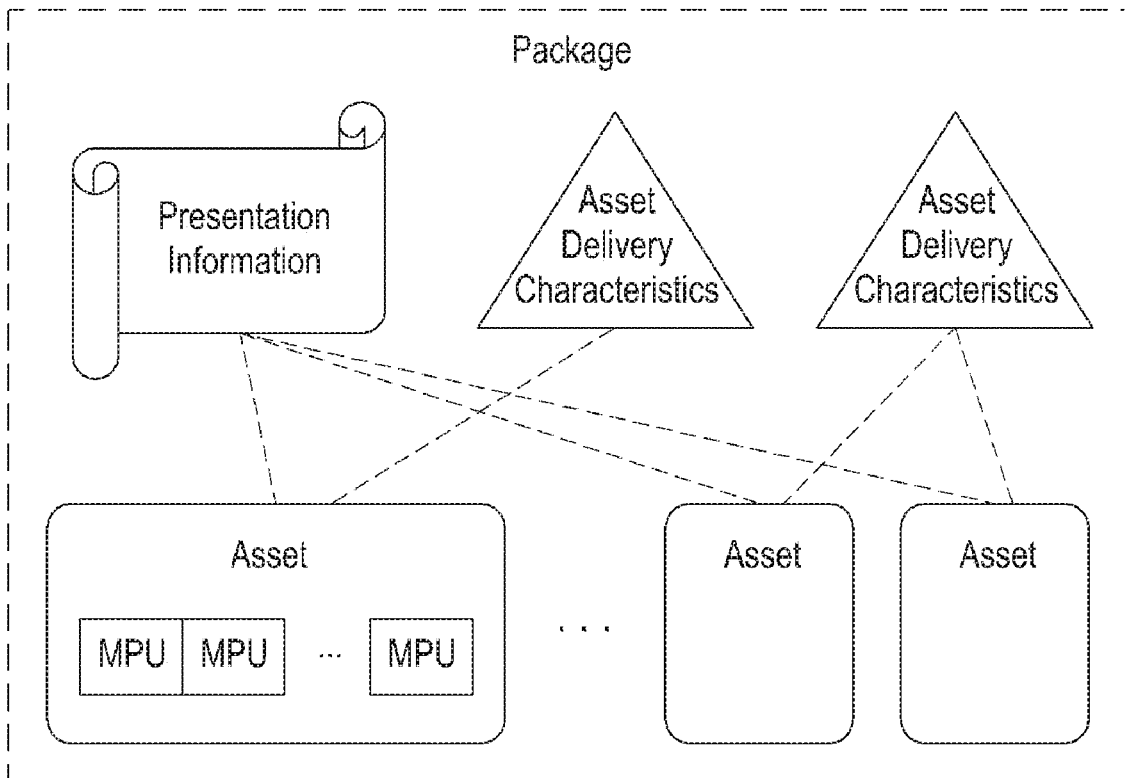 Package
Presentation
Information
Asset
Delivery
Characteristics
Asset
Delivery
Characteristics
Asset
MPU MPU ... MPU
. . .
Asset
Asset